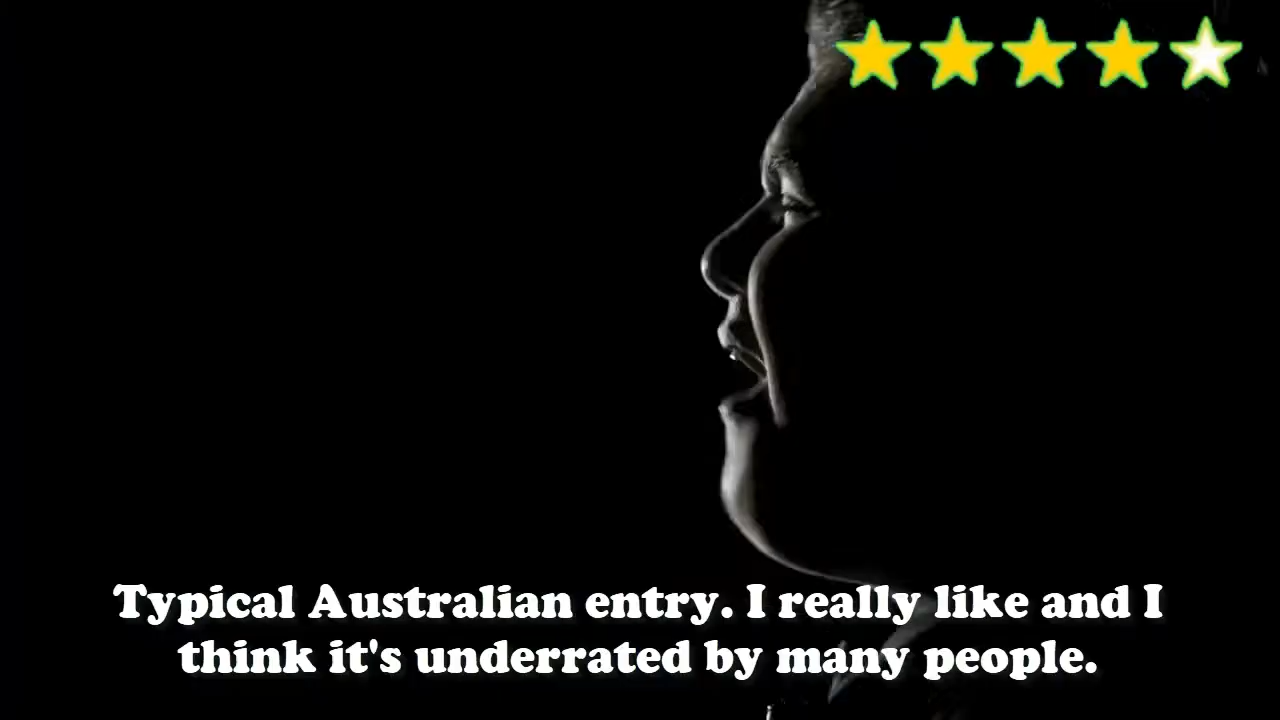 Typical Australian entry. I really like and I
think it's underrated by many people.